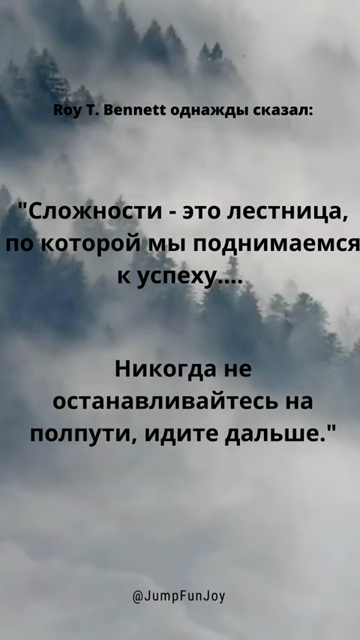 Roy T. Bennett однажды сказал:
"Сложности - это лестница,
по которой мы поднимаемся
к успеху....
Никогда не
останавливайтесь на
полпути, идите дальше."
@JumpFunJoy